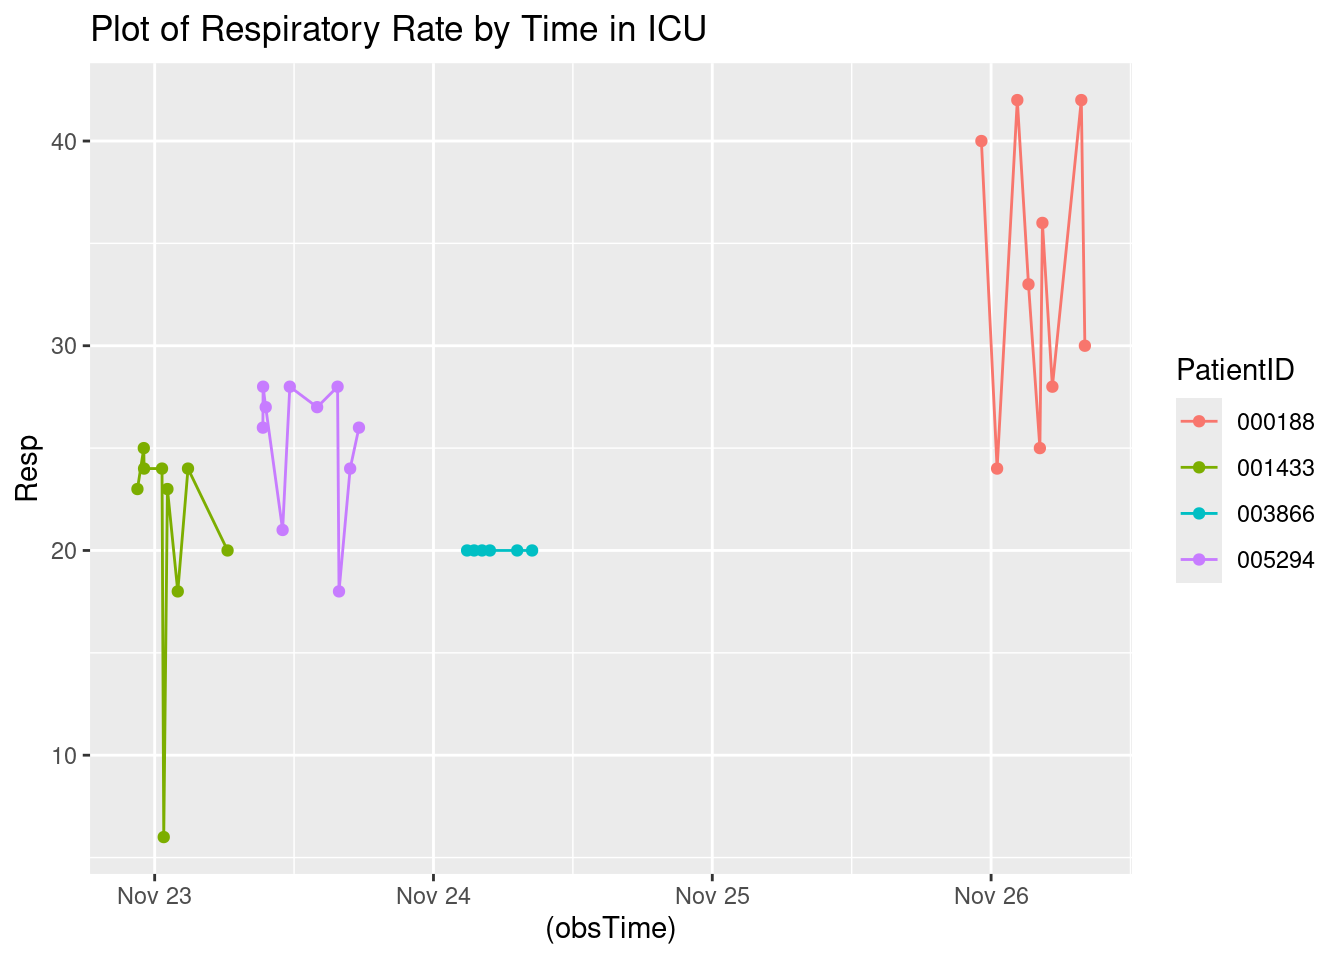 Plot of Respiratory Rate by Time in ICU
40
30
20
10
Resp
Nov 23
Nov 24
Nov 25
Nov 26
(obsTime)
PatientID
000188
001433
003866
005294